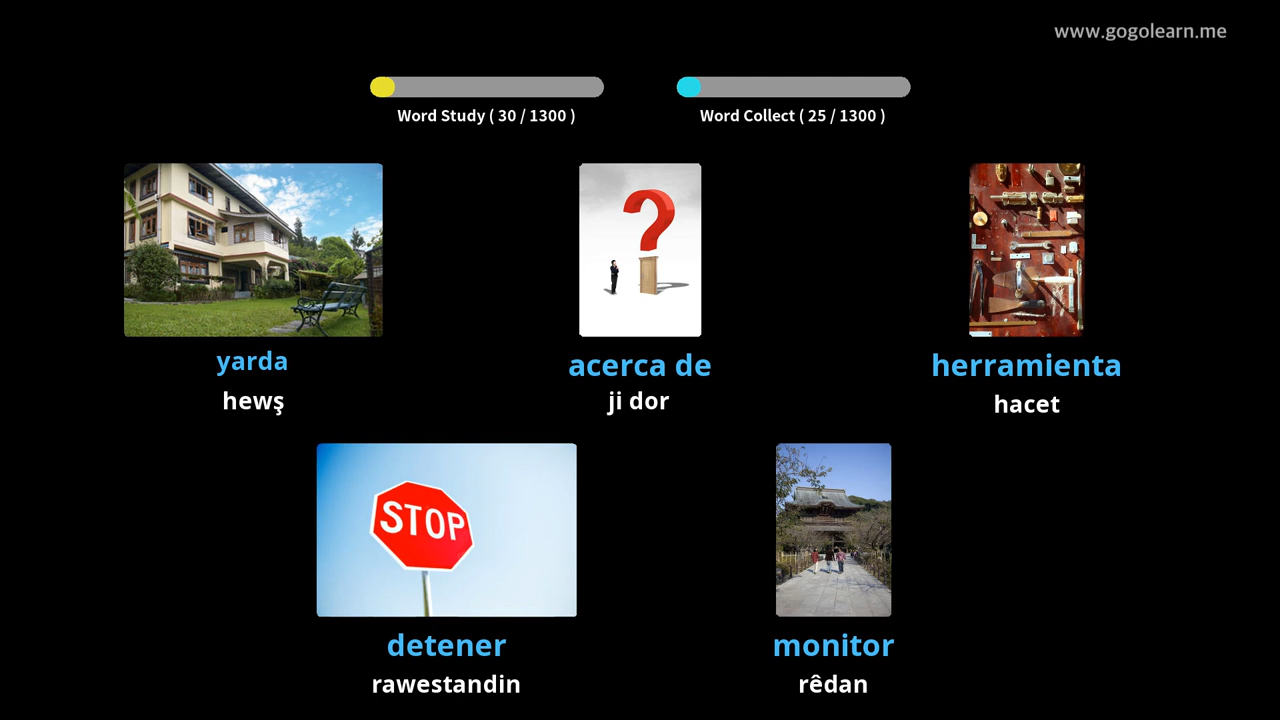 www.gogolearn.me
Word Study ( 30 / 1300 )
Word Collect ( 25 / 1300 )
yarda
hewş
acerca de
ji dor
herramienta
hacet
STOP
detener
rawestandin
monitor
rêdan